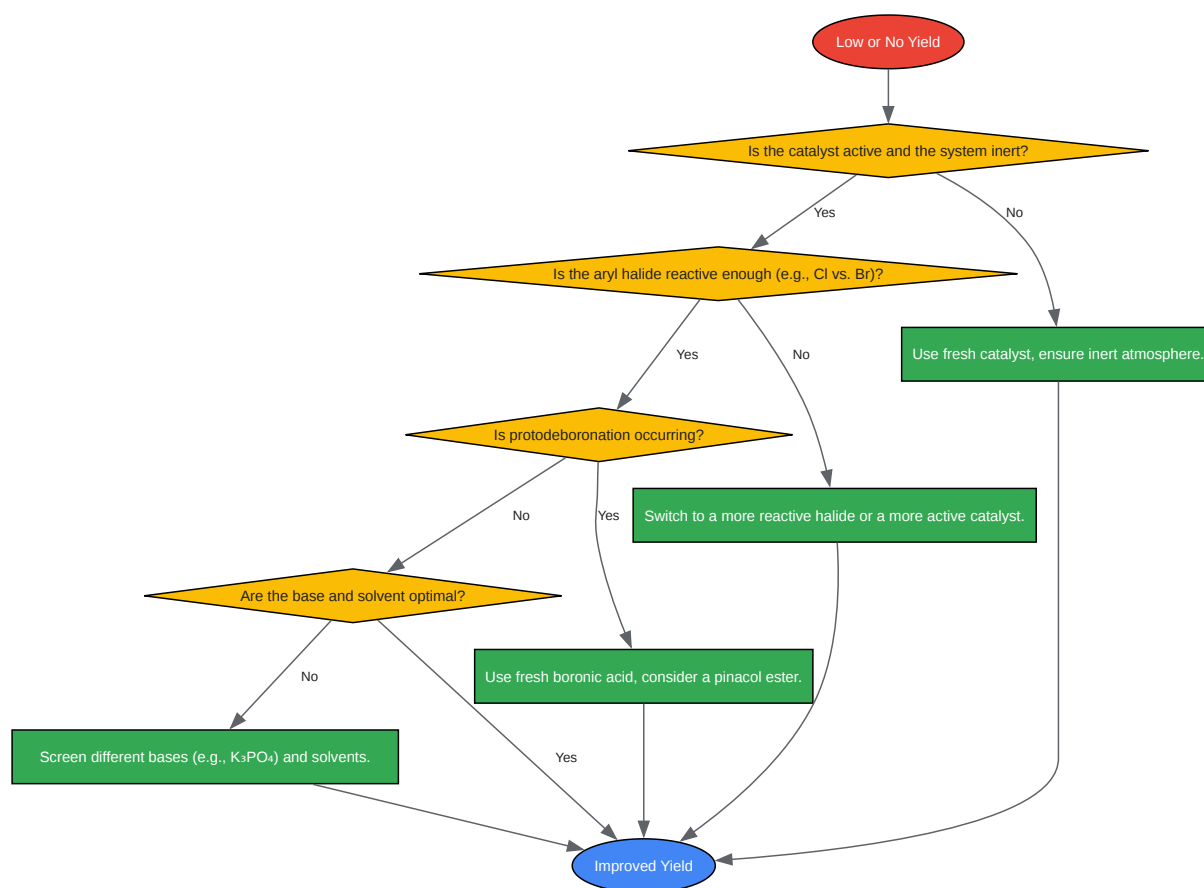 Low or No Yield
Is the catalyst active and the system inert?
Yes
No
Is the aryl halide reactive enough (e.g., Cl vs. Br)?
Yes
No
Use fresh catalyst, ensure inert atmosphere.
Is protodeboronation occurring?
No
Yes
Switch to a more reactive halide or a more active catalyst.
Are the base and solvent optimal?
No
Yes
Use fresh boronic acid, consider a pinacol ester.
Screen different bases (e.g., K₃PO₄) and solvents.
Improved Yield